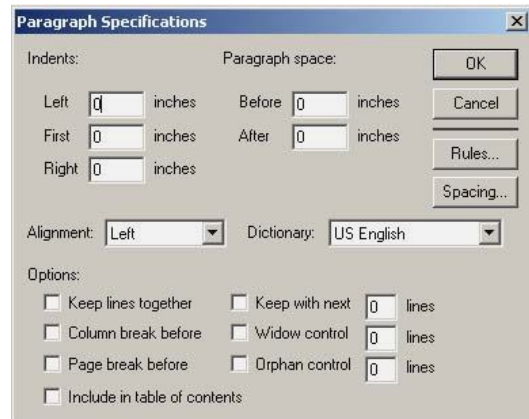 Paragraph Specifications
Indents: Paragraph space: OK
Left 0 inches Before 0 inches Cancel
First 0 inches After 0 inches
Right 0 inches Rules...
Spacing...
Alignment: Left Dictionary: US English
Options:
Keep lines together Keep with next 0 lines
Column break before Widow control 0 lines
Page break before Orphan control 0 lines
Include in table of contents